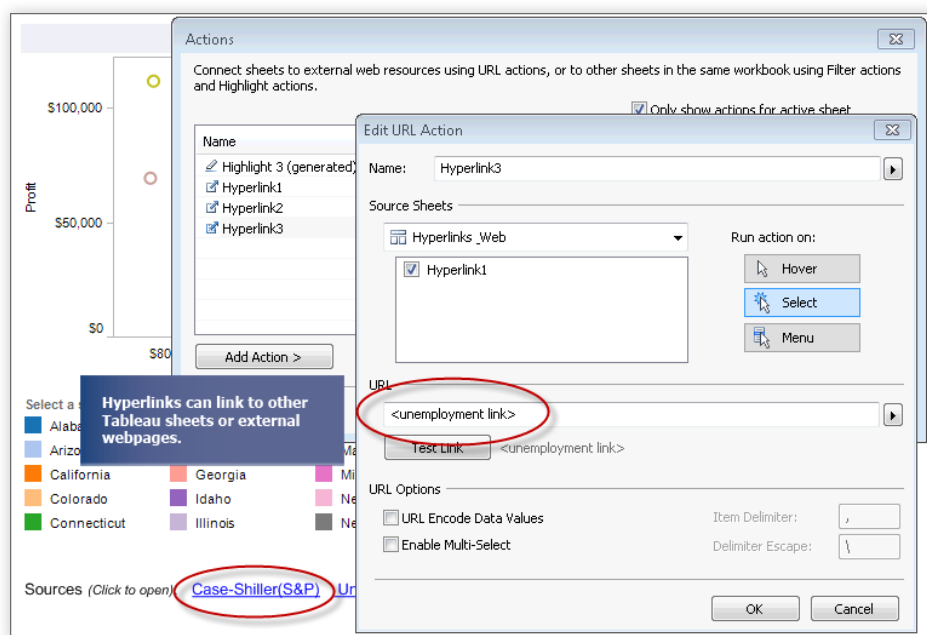 Actions
Connect sheets to external web resources using URL actions, or to other sheets in the same workbook using Filter actions
and Highlight actions.
Only show actions for active sheet
Name
Highlight 3 (generated)
Hyperlink1
Hyperlink2
Hyperlink3
Add Action >
Edit URL Action
Name: Hyperlink3
Source Sheets
Hyperlinks _Web
Hyperlink1
Run action on:
Hover
Select
Menu
URL
<unemployment link>
Test Link <unemployment link>
URL Options
URL Encode Data Values
Item Delimiter: ,
Enable Multi-Select
Delimiter Escape: \
OK Cancel
$100,000
Profit
$50,000
$0
$80
Hyperlinks can link to other
Tableau sheets or external
webpages.
Select a
California Georgia
Colorado Idaho
Connecticut Illinois
Sources (Click to open) Case-Shiller(S&P)